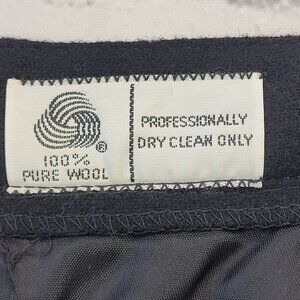 ®
100%
PURE WOOL
PROFESSIONALLY
DRY CLEAN ONLY